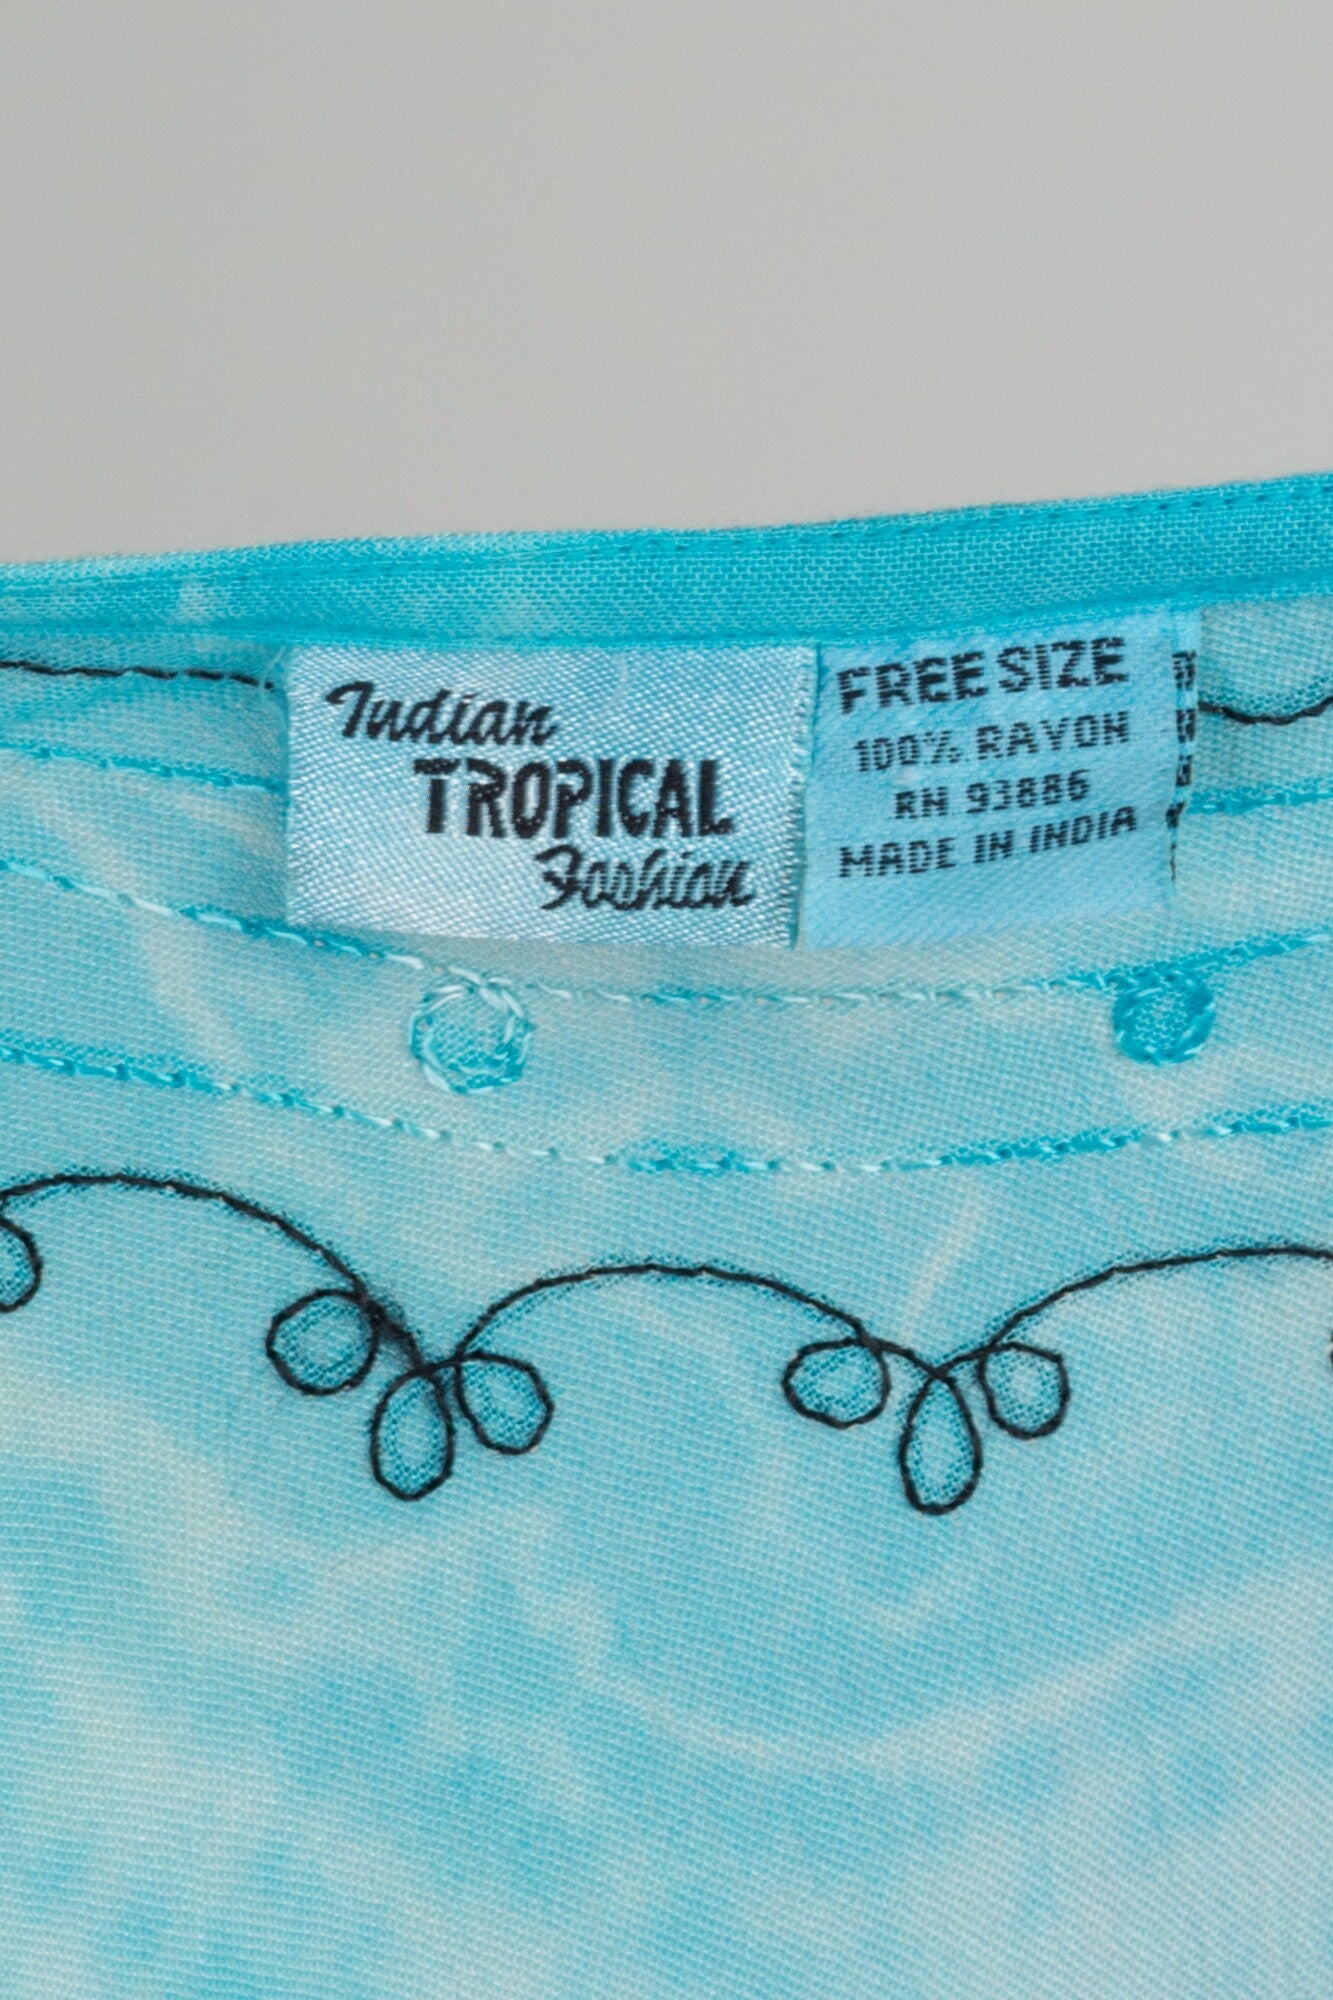 Indian
TROPICAL
Fashion
FREE SIZE
100% RAYON
RN 93886
MADE IN INDIA